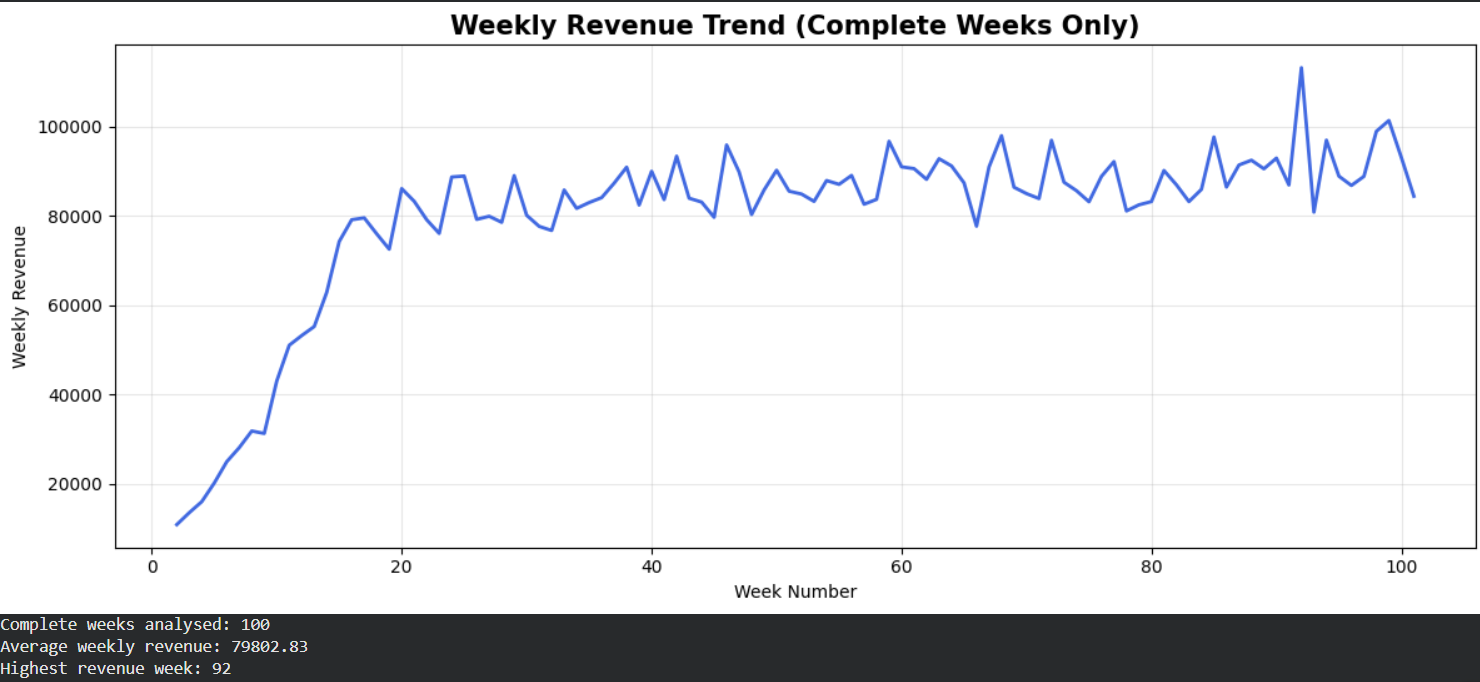 Weekly Revenue Trend (Complete Weeks Only)
100000
80000
60000
40000
20000
Weekly Revenue
0 20 40 60 80 100
Week Number
Complete weeks analysed: 100
Average weekly revenue: 79802.83
Highest revenue week: 92